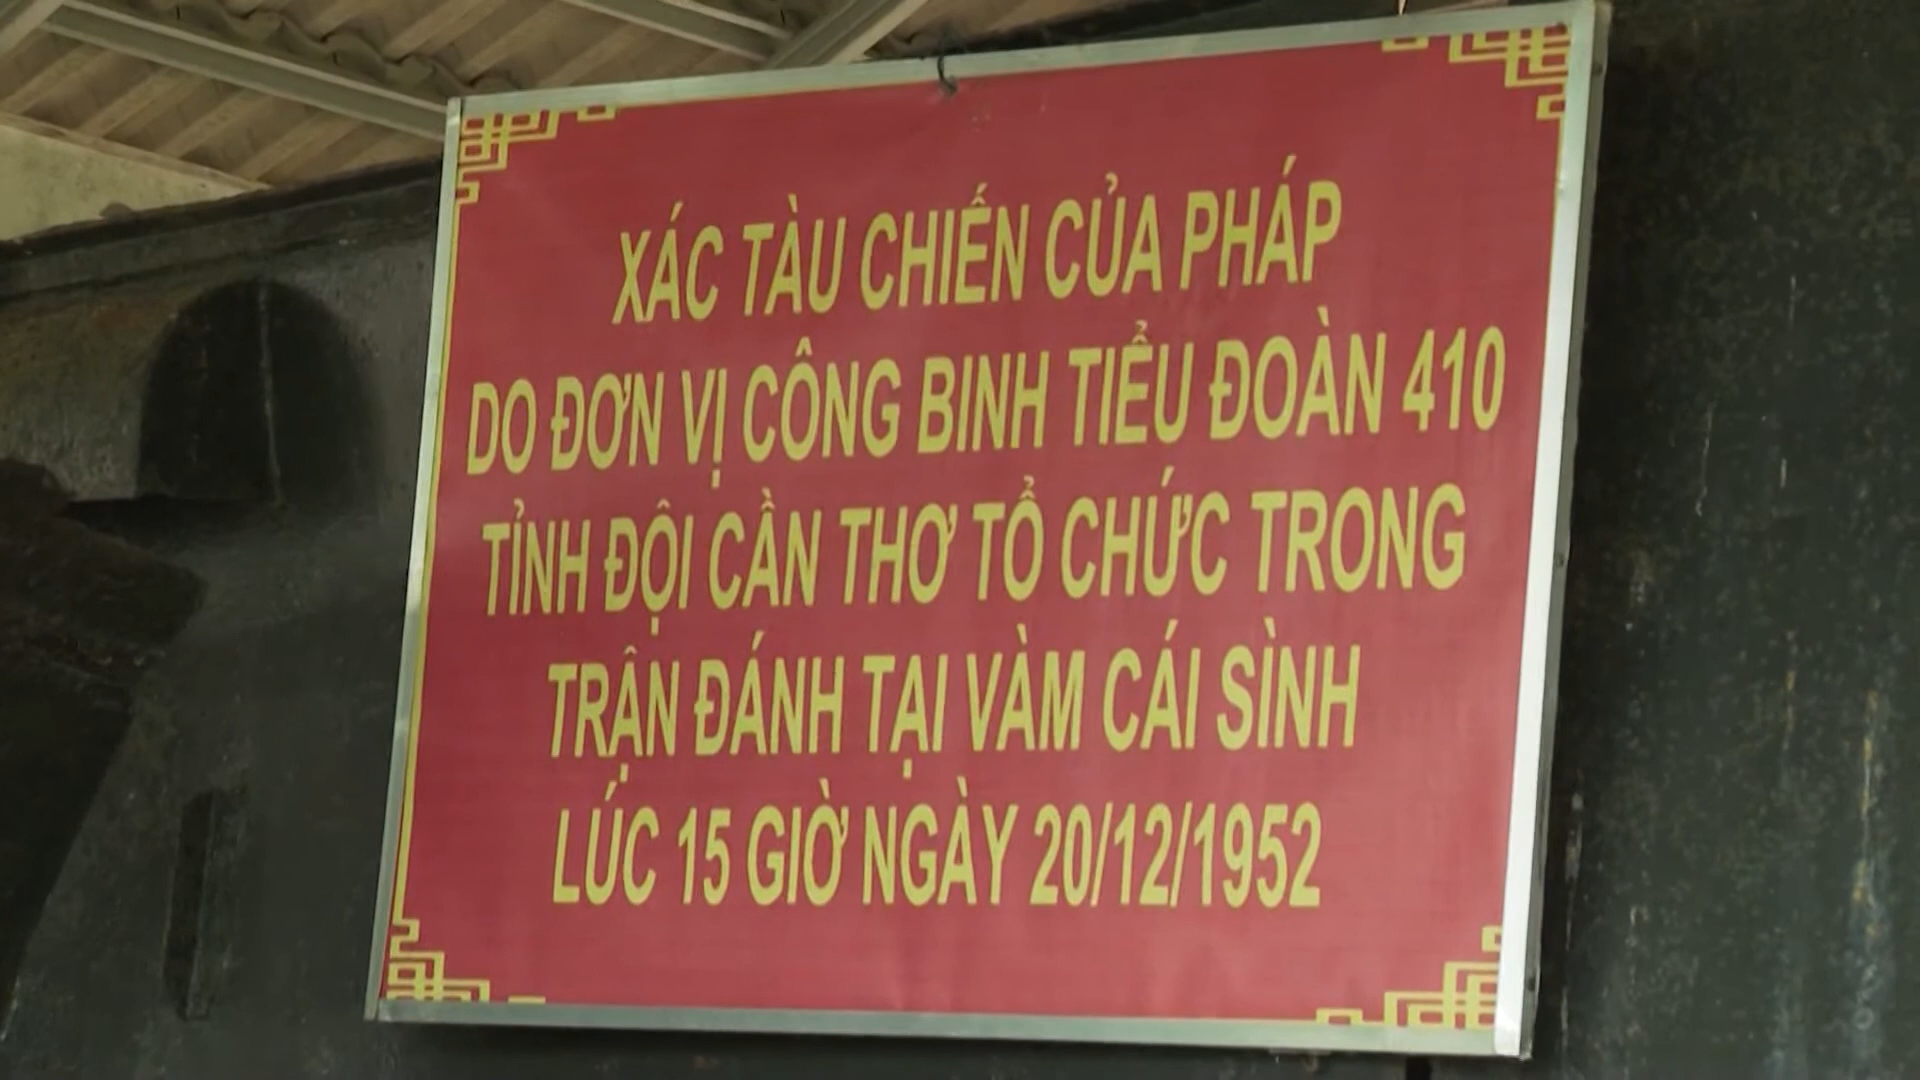 XÁC TÀU CHIẾN CỦA PHÁP
DO ĐƠN VỊ CÔNG BINH TIỂU ĐOÀN 410
TỈNH ĐỘI CẦN THƠ TỔ CHỨC TRONG
TRẬN ĐÁNH TẠI VÀM CÁI SÌNH
LÚC 15 GIỜ NGÀY 20/12/1952